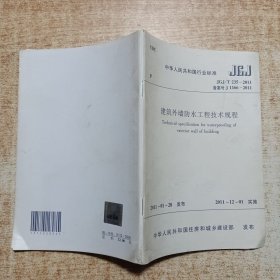 UDC
P
中华人民共和国行业标准
JGJ
JGJ/T 235-2011
备案号 J 1166-2011
建筑外墙防水工程技术规程
Technical specification for waterproofing of
exterior wall of building
2011-01-28 发布
2011-12-01 实施
中华人民共和国住房和城乡建设部 发布